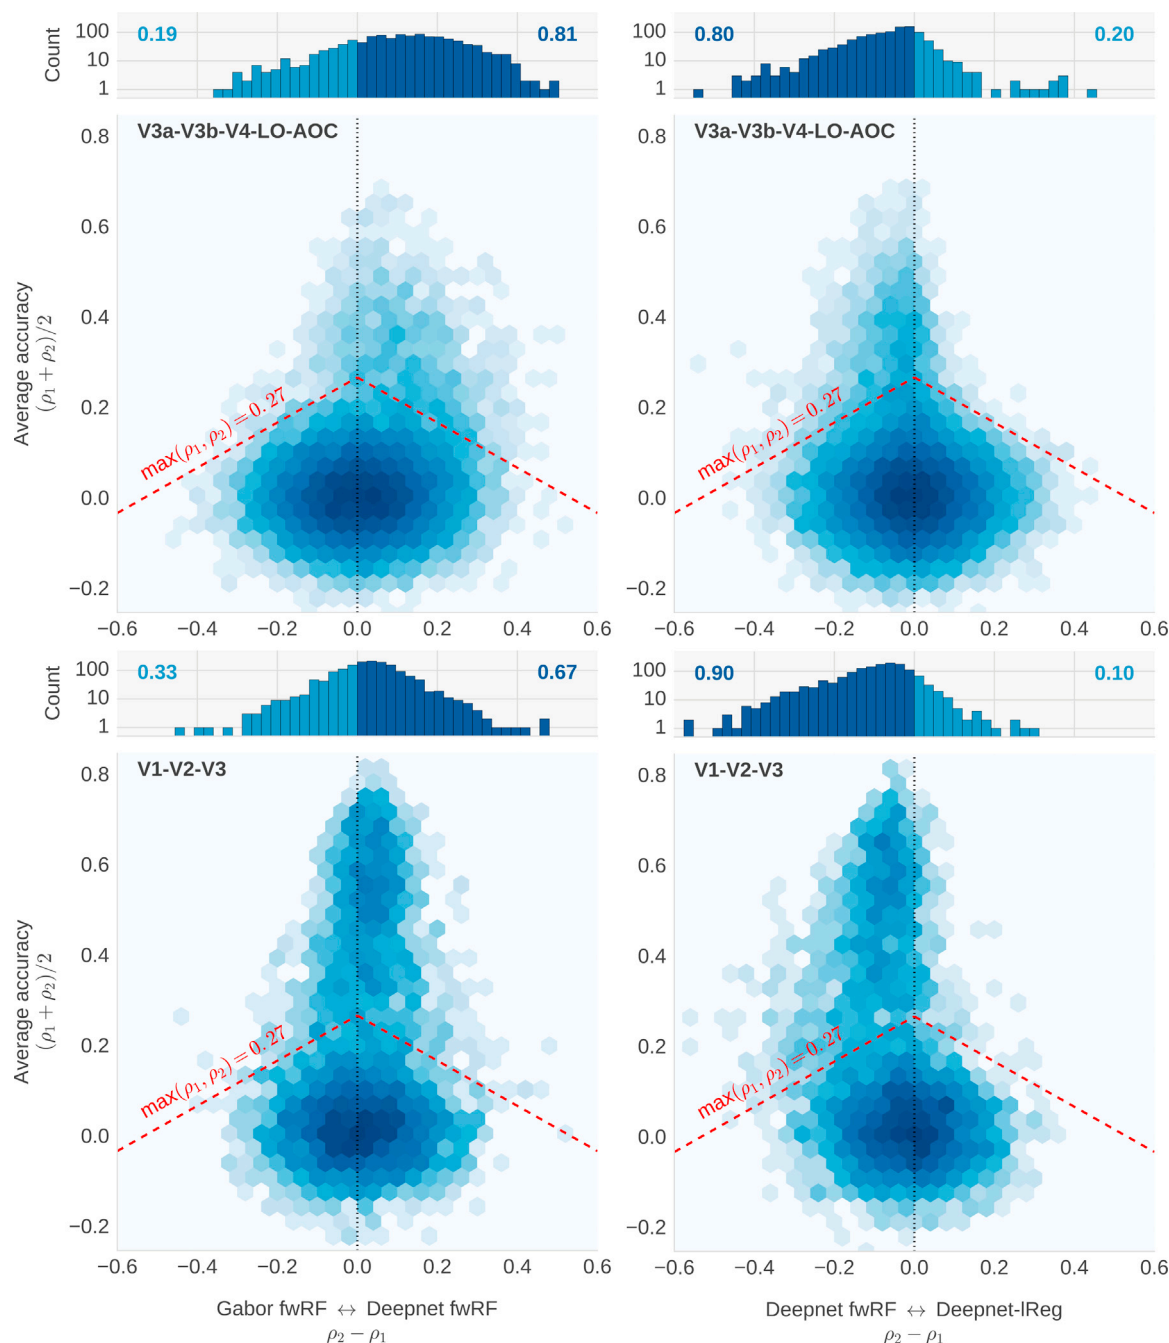 Count
100
10
1
0.19
0.81
0.80
0.20
V3a-V3b-V4-LO-AOC
V3a-V3b-V4-LO-AOC
Average accuracy
(ρ₁ + ρ₂)/2
0.8
0.6
0.4
0.2
0.0
−0.2
max(ρ₁, ρ₂) = 0.27
−0.6 −0.4 −0.2 0.0 0.2 0.4 0.6
100
10
1
0.8
0.6
0.4
0.2
0.0
−0.2
max(ρ₁, ρ₂) = 0.27
−0.6 −0.4 −0.2 0.0 0.2 0.4 0.6
Count
100
10
1
0.33
0.67
0.90
0.10
V1-V2-V3
V1-V2-V3
Average accuracy
(ρ₁ + ρ₂)/2
0.8
0.6
0.4
0.2
0.0
−0.2
max(ρ₁, ρ₂) = 0.27
−0.6 −0.4 −0.2 0.0 0.2 0.4 0.6
Gabor fwRF ↔ Deepnet fwRF
ρ₂ − ρ₁
100
10
1
0.8
0.6
0.4
0.2
0.0
−0.2
max(ρ₁, ρ₂) = 0.27
−0.6 −0.4 −0.2 0.0 0.2 0.4 0.6
Deepnet fwRF ↔ Deepnet-lReg
ρ₂ − ρ₁